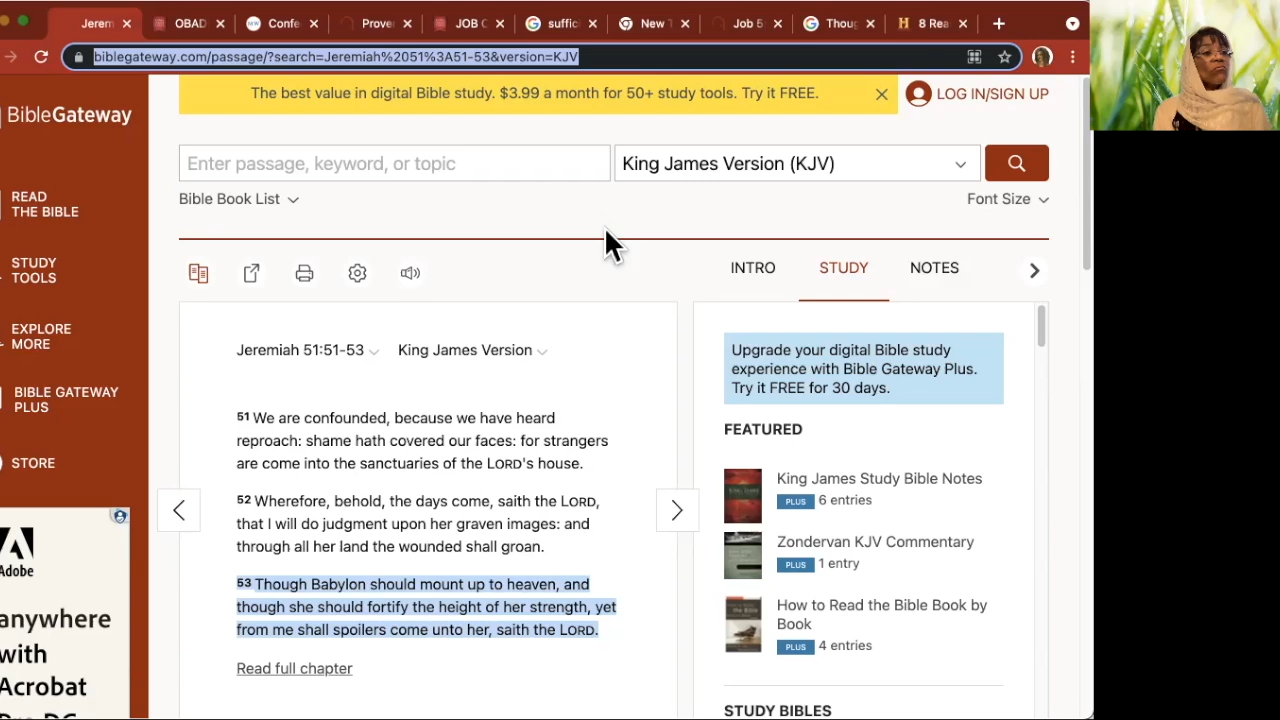 Jerem
OBAD
Confe
Prove
JOB C
suffic
New T
Job 5
Thou
8 Rea
biblegateway.com/passage/?search=Jeremiah%2051%3A51-53&version=KJV
The best value in digital Bible study. $3.99 a month for 50+ study tools. Try it FREE.
LOG IN/SIGN UP
BibleGateway
Enter passage, keyword, or topic
King James Version (KJV)
Bible Book List
Font Size
READ
THE BIBLE
STUDY
TOOLS
EXPLORE
MORE
BIBLE GATEWAY
PLUS
STORE
Adobe
anywhere
with
Acrobat
INTRO
STUDY
NOTES
Jeremiah 51:51-53
King James Version
51 We are confounded, because we have heard
reproach: shame hath covered our faces: for strangers
are come into the sanctuaries of the LORD's house.
52 Wherefore, behold, the days come, saith the LORD,
that I will do judgment upon her graven images: and
through all her land the wounded shall groan.
53 Though Babylon should mount up to heaven, and
though she should fortify the height of her strength, yet
from me shall spoilers come unto her, saith the LORD.
Read full chapter
Upgrade your digital Bible study
experience with Bible Gateway Plus.
Try it FREE for 30 days.
FEATURED
King James Study Bible Notes
PLUS 6 entries
Zondervan KJV Commentary
PLUS 1 entry
How to Read the Bible Book by
Book
PLUS 4 entries
STUDY BIBLES